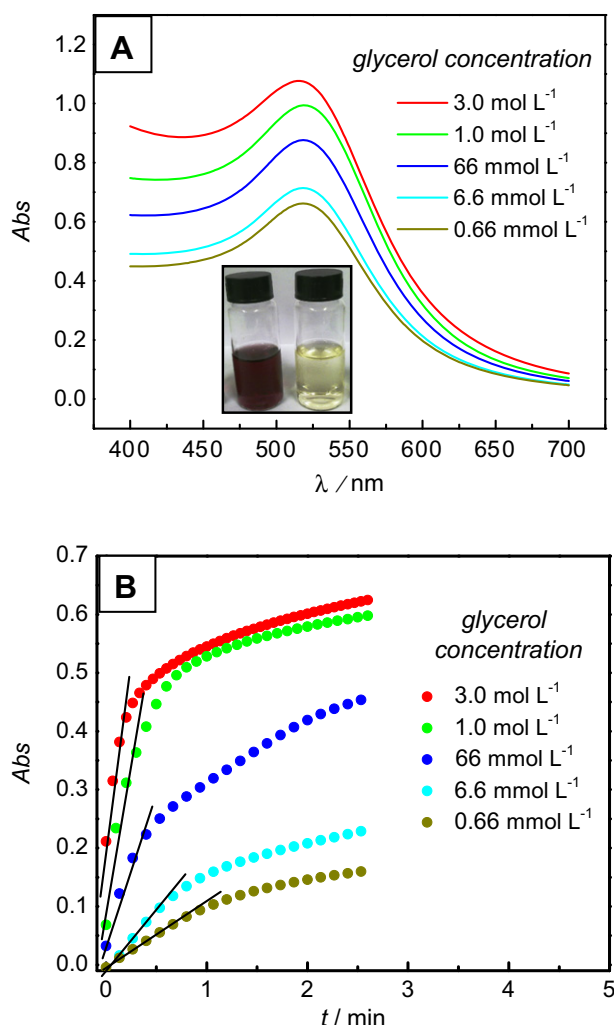 A
glycerol concentration
3.0 mol L⁻¹
1.0 mol L⁻¹
66 mmol L⁻¹
6.6 mmol L⁻¹
0.66 mmol L⁻¹
1.2
1.0
0.8
0.6
0.4
0.2
0.0
Abs
400 450 500 550 600 650 700
λ / nm
B
glycerol
concentration
3.0 mol L⁻¹
1.0 mol L⁻¹
66 mmol L⁻¹
6.6 mmol L⁻¹
0.66 mmol L⁻¹
0.7
0.6
0.5
0.4
0.3
0.2
0.1
0.0
Abs
0 1 2 3 4 5
t / min